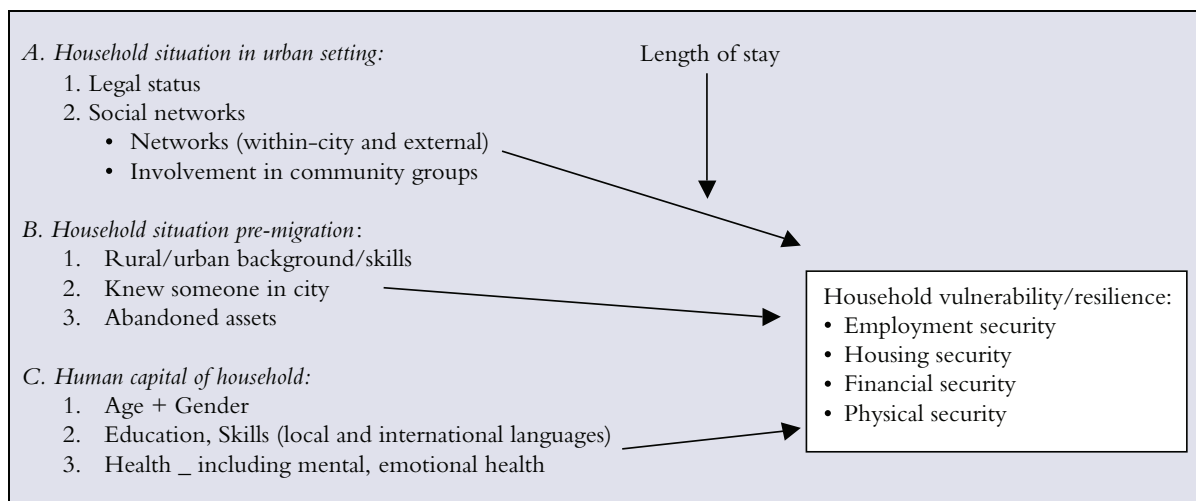 A. Household situation in urban setting:
Length of stay
1. Legal status
2. Social networks
• Networks (within-city and external)
• Involvement in community groups
B. Household situation pre-migration:
1. Rural/urban background/skills
2. Knew someone in city
3. Abandoned assets
C. Human capital of household:
1. Age + Gender
2. Education, Skills (local and international languages)
3. Health _ including mental, emotional health
Household vulnerability/resilience:
• Employment security
• Housing security
• Financial security
• Physical security